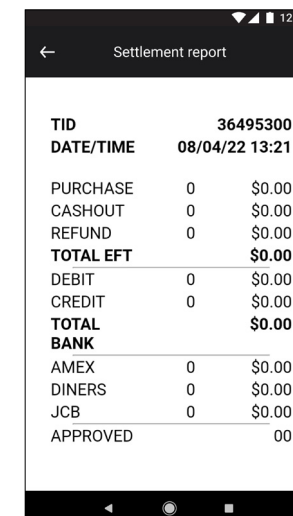 12
Settlement report
TID 36495300
DATE/TIME 08/04/22 13:21
PURCHASE 0 $0.00
CASHOUT 0 $0.00
REFUND 0 $0.00
TOTAL EFT $0.00
DEBIT 0 $0.00
CREDIT 0 $0.00
TOTAL $0.00
BANK
AMEX 0 $0.00
DINERS 0 $0.00
JCB 0 $0.00
APPROVED 00